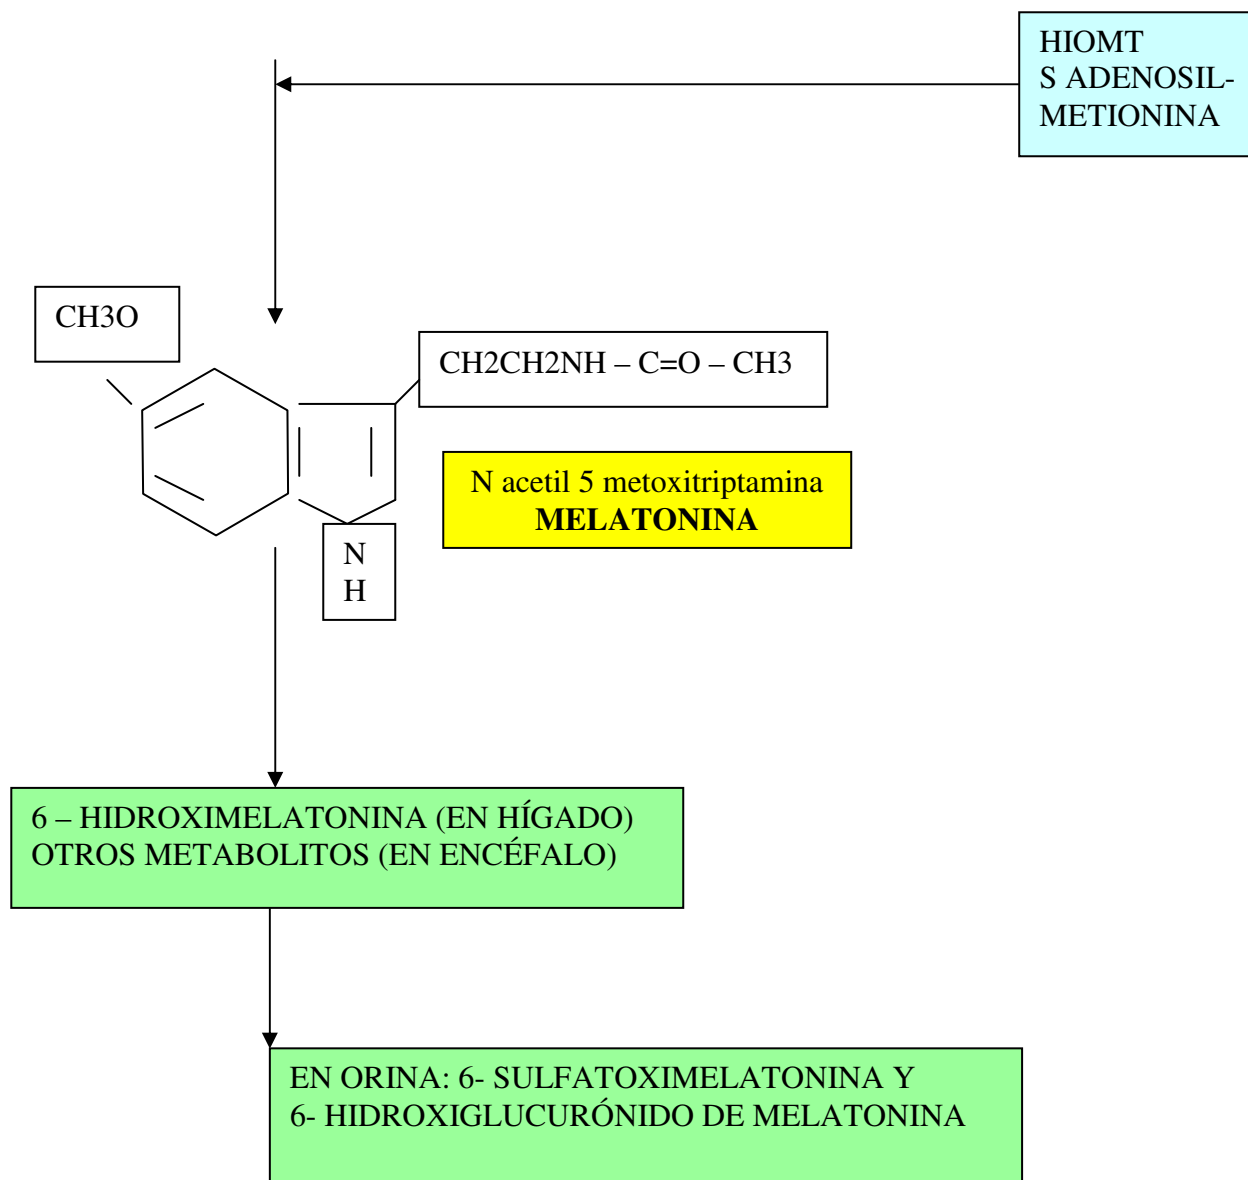 HIOMT
S ADENOSIL-
METIONINA
CH3O
CH2CH2NH – C=O – CH3
N acetil 5 metoxitriptamina
MELATONINA
N
H
6 – HIDROXIMELATONINA (EN HÍGADO)
OTROS METABOLITOS (EN ENCÉFALO)
EN ORINA: 6- SULFATOXIMELATONINA Y
6- HIDROXIGLUCURÓNIDO DE MELATONINA